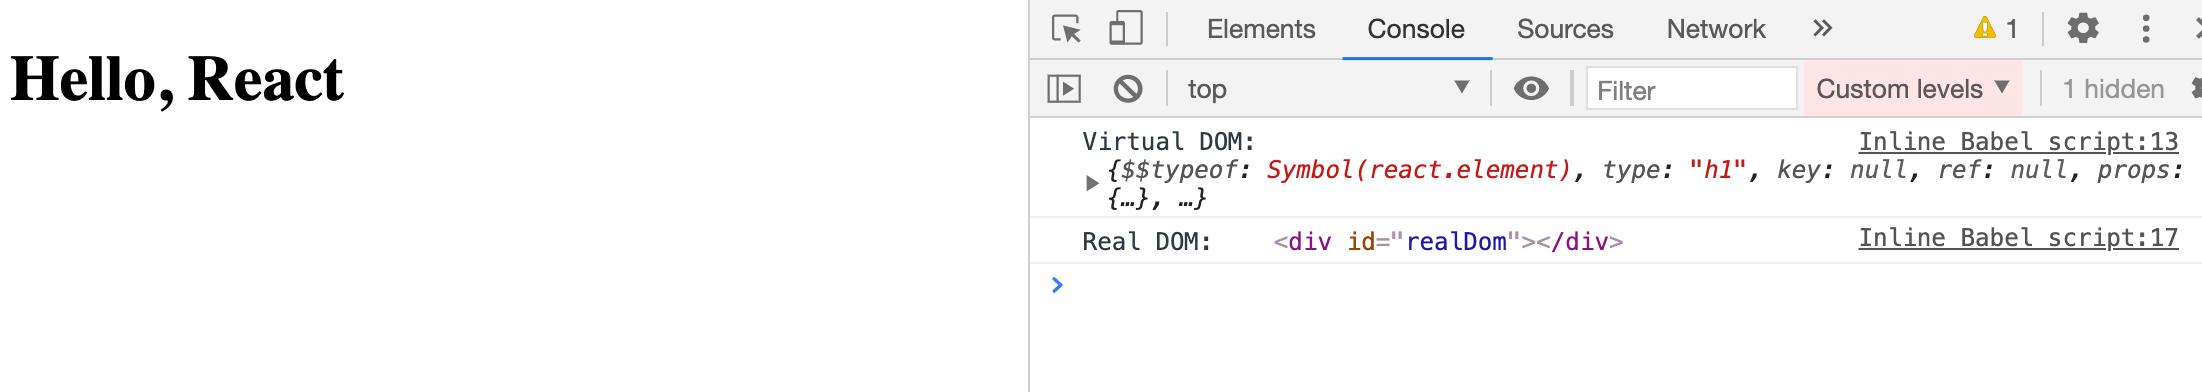 Hello, React
Elements Console Sources Network 1
top Filter Custom levels 1 hidden
Virtual DOM: Inline Babel script:13
{$$typeof: Symbol(react.element), type: "h1", key: null, ref: null, props:
{…}, …}
Real DOM: <div id="realDom"></div> Inline Babel script:17